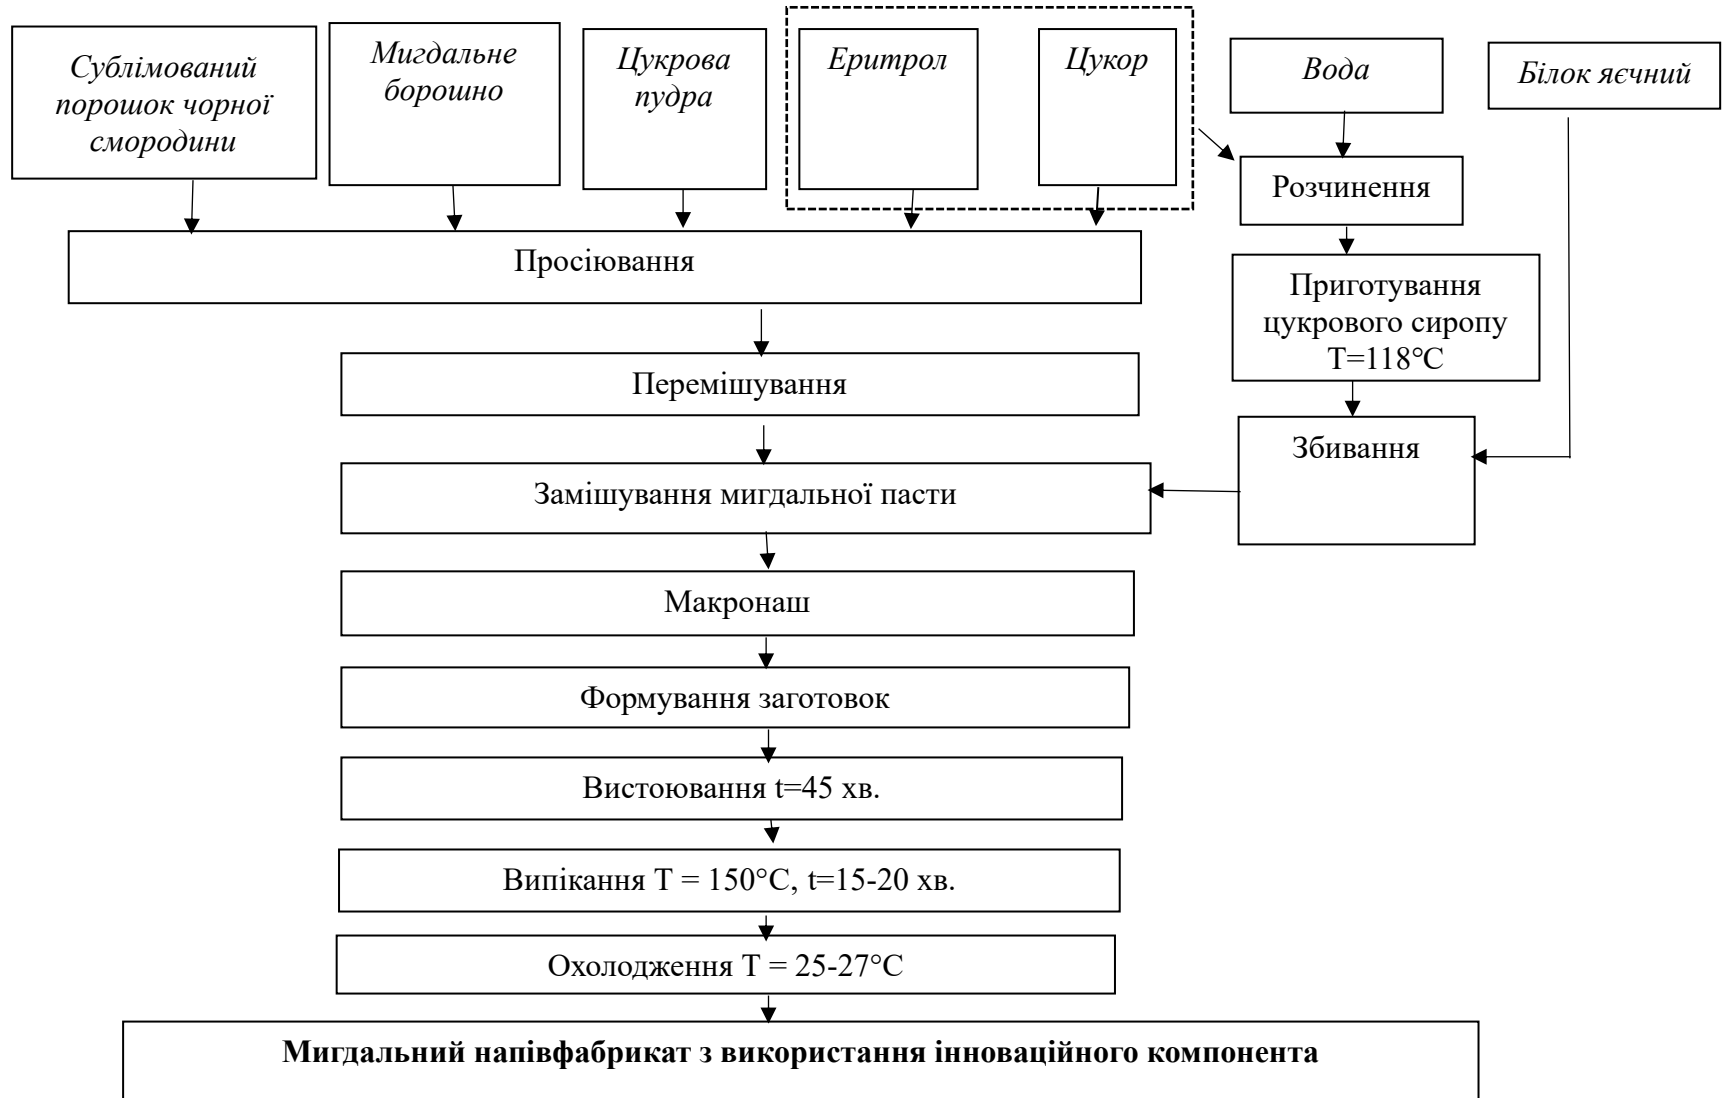 Сублімований
порошок чорної
смородини
Мигдальне
борошно
Цукрова
пудра
Еритрол
Цукор
Вода
Білок яєчний
Розчинення
Просіювання
Приготування
цукрового сиропу
Т=118℃
Перемішування
Збивання
Замішування мигдальної пасти
Макронаш
Формування заготовок
Вистоювання t=45 хв.
Випікання Т = 150°С, t=15-20 хв.
Охолодження Т = 25-27°С
Мигдальний напівфабрикат з використання інноваційного компонента